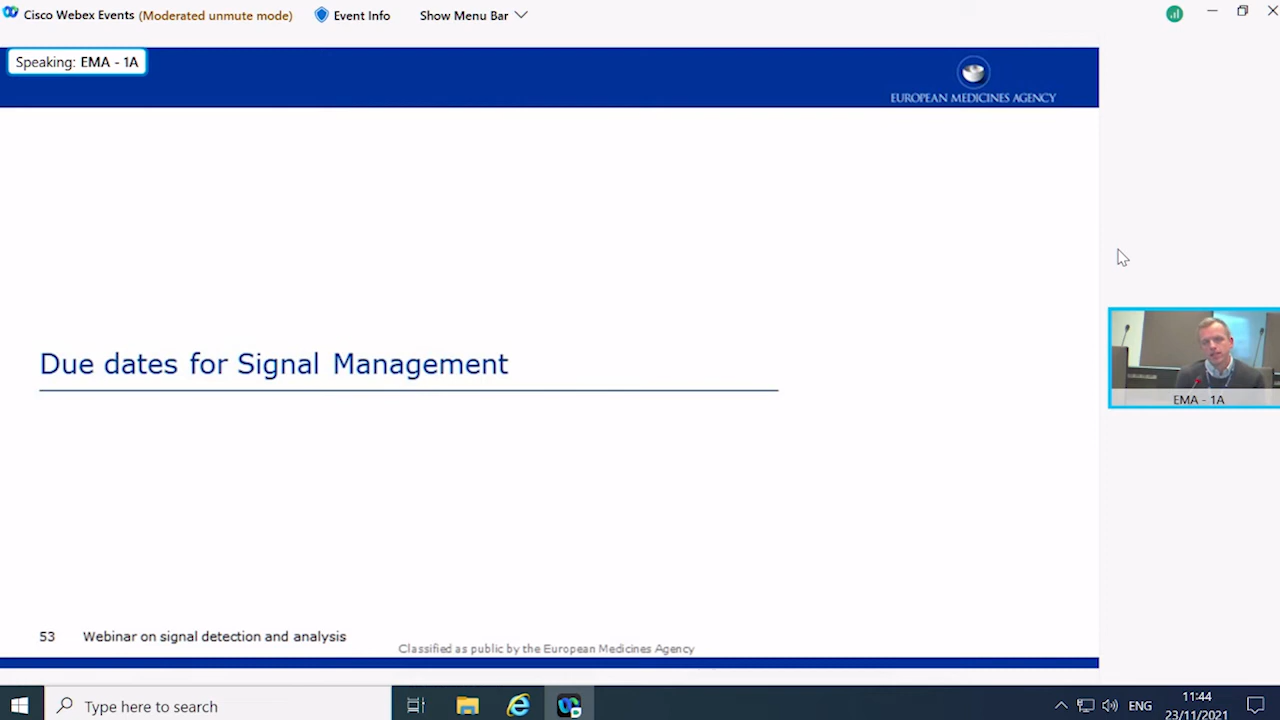 Cisco Webex Events (Moderated unmute mode) Event Info Show Menu Bar
Speaking: EMA - 1A
EUROPEAN MEDICINES AGENCY
EMA - 1A
Due dates for Signal Management
53 Webinar on signal detection and analysis
Classified as public by the European Medicines Agency
Type here to search
ENG
11:44
23/11/2021